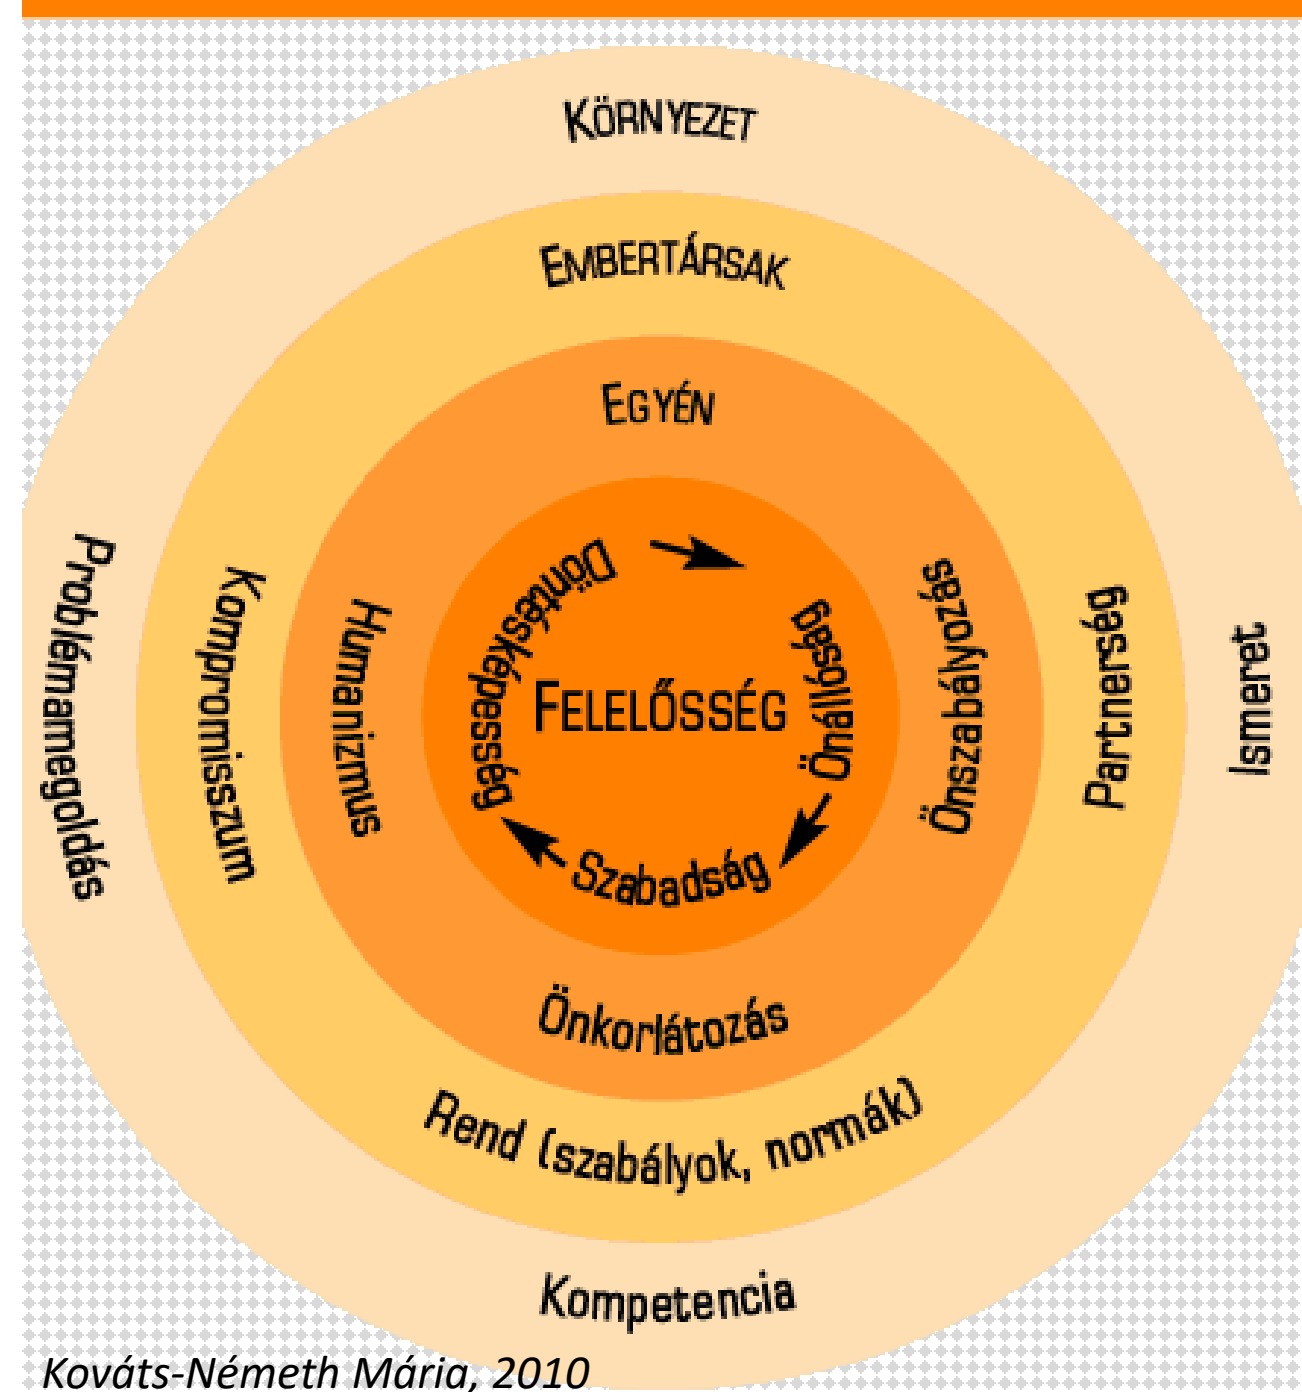 KÖRNYEZET
EMBERTÁRSAK
EGYÉN
Döntésképesség
Önállóság
FELELŐSSÉG
Szabadság
Humanizmus
Önszabályozás
Önkorlátozás
Kompromisszum
Partnerség
Rend (szabályok, normák)
Problémamegoldás
Ismeret
Kompetencia
Kováts-Németh Mária, 2010